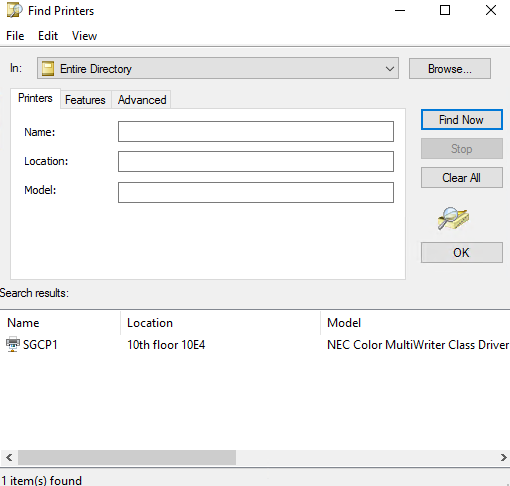 Find Printers
File Edit View
In: Entire Directory Browse...
Printers Features Advanced
Name:
Location:
Model:
Find Now
Stop
Clear All
OK
Search results:
Name Location Model
SGCP1 10th floor 10E4 NEC Color MultiWriter Class Driver
1 item(s) found